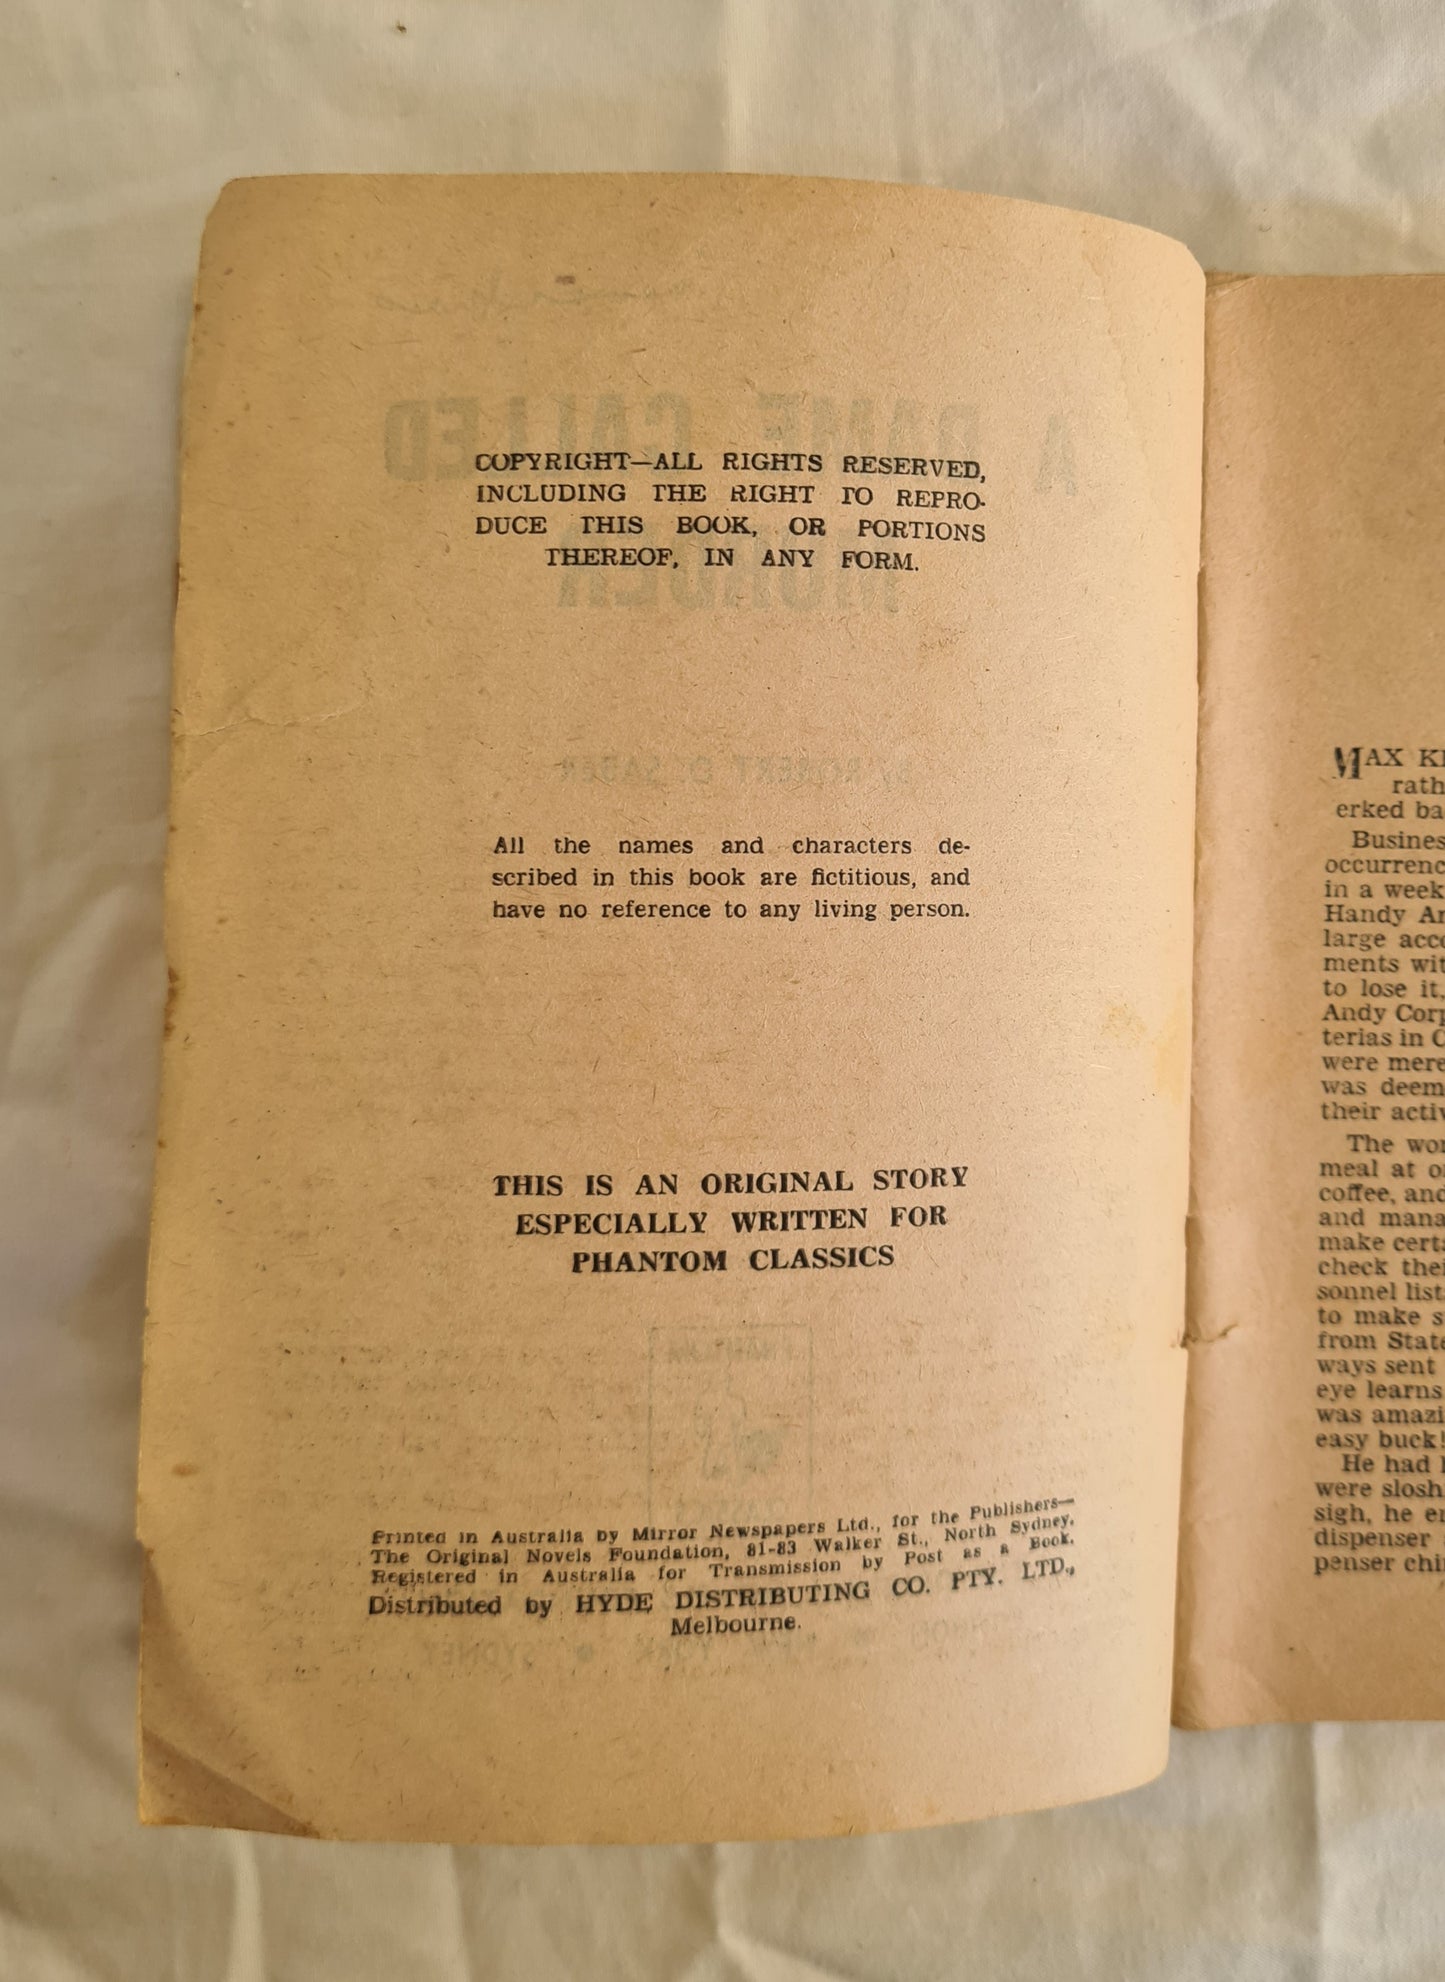 COPYRIGHT—ALL RIGHTS RESERVED,
INCLUDING THE RIGHT TO REPRO-
DUCE THIS BOOK, OR PORTIONS
THEREOF, IN ANY FORM.
All the names and characters de-
scribed in this book are fictitious, and
have no reference to any living person.
THIS IS AN ORIGINAL STORY
ESPECIALLY WRITTEN FOR
PHANTOM CLASSICS
Printed in Australia by Mirror Newspapers Ltd., for the Publishers—
The Original Novels Foundation, 81-83 Walker St., North Sydney.
Registered in Australia for Transmission by Post as a Book.
Distributed by HYDE DISTRIBUTING CO. PTY. LTD.,
Melbourne.
MAX
rath
erked ba
Busines
occurrenc
in a week
Handy
large acc
ments wit
to lose it,
Andy Corp
terias in
were mere
was deem
their activ
The wor
meal at
coffee, and
and mana
make certa
check thei
sonnel list
to make s
from State
ways sent
eye learns
was amazi
easy buck!
He had
were slosh
sigh, he
dispenser
penser chi